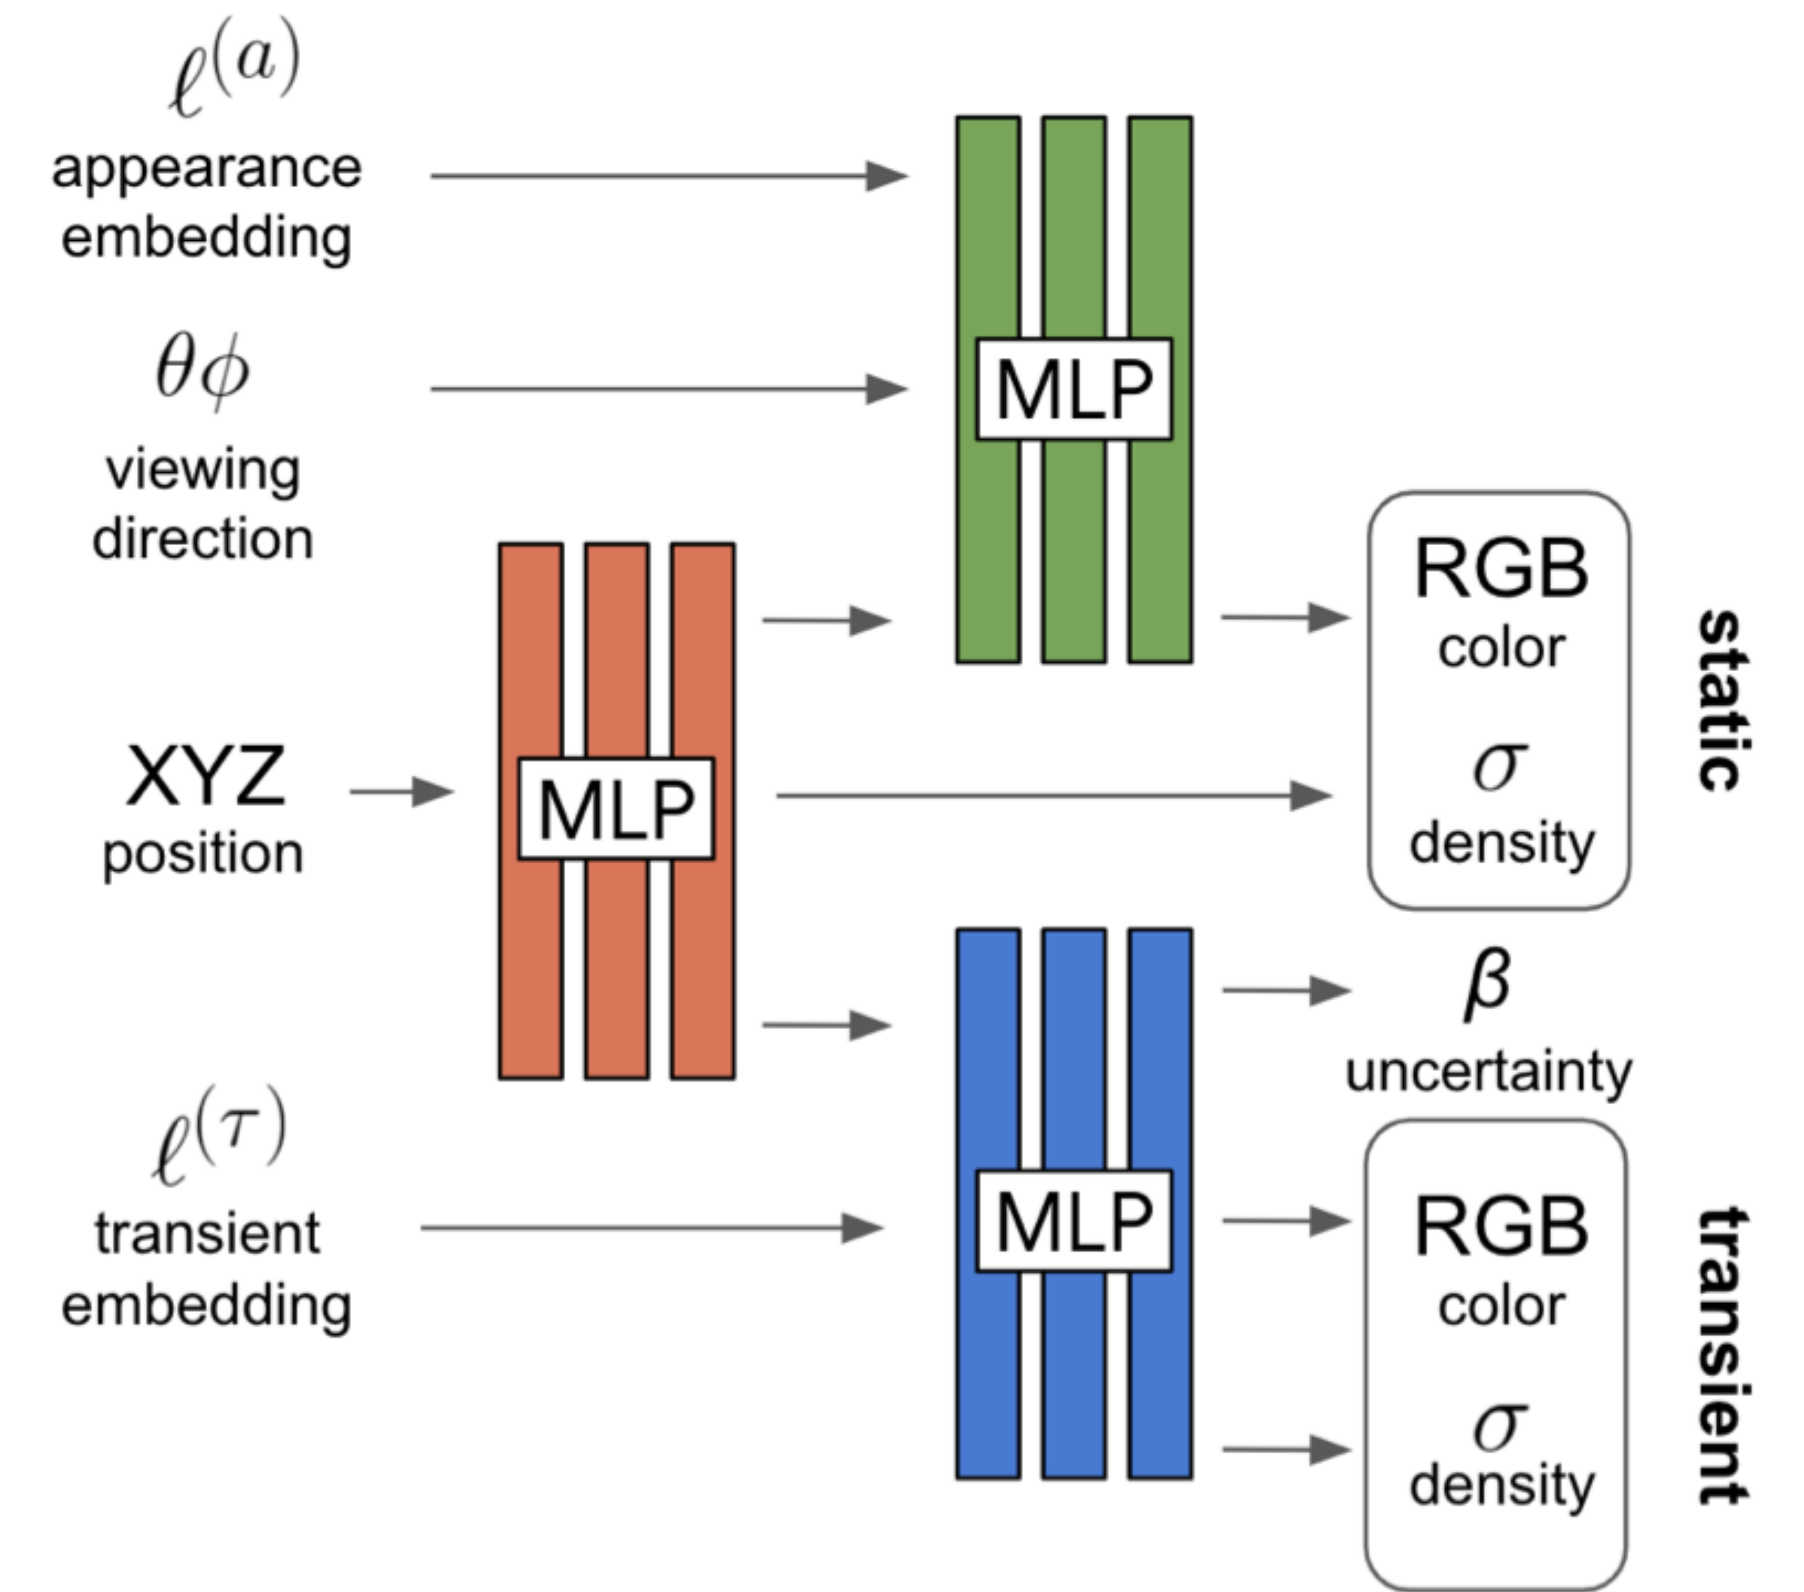 ℓ(a)
appearance
embedding
θϕ
viewing
direction
XYZ
position
ℓ(τ)
transient
embedding
MLP
MLP
MLP
RGB
color
σ
density
static
β
uncertainty
RGB
color
σ
density
transient